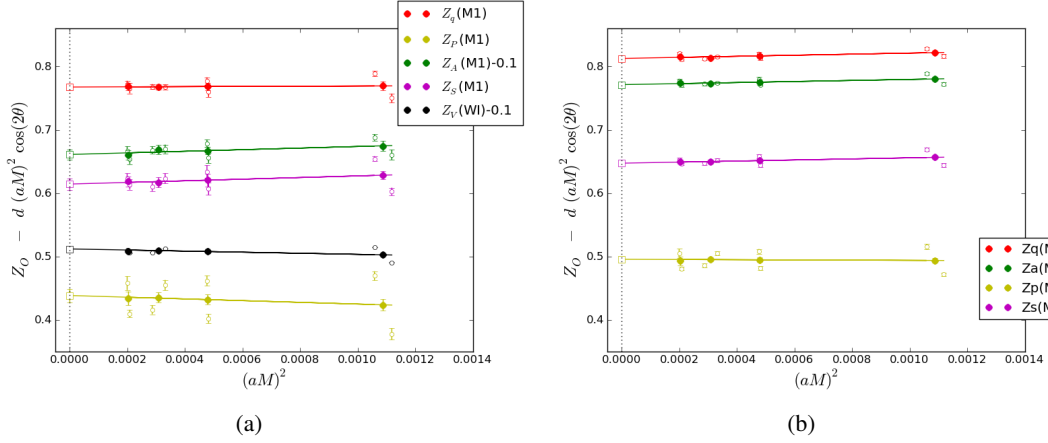 Z_q(M1)
Z_P(M1)
Z_A(M1)-0.1
Z_S(M1)
Z_V(WI)-0.1
0.8
0.7
0.6
0.5
0.4
Z_O − d (aM)^2 cos(2θ)
0.0000 0.0002 0.0004 0.0006 0.0008 0.0010 0.0012 0.0014
(aM)^2
(a)
0.8
0.7
0.6
0.5
0.4
Z_O − d (aM)^2 cos(2θ)
Zq(M
Za(M
Zp(M
Zs(M
0.0000 0.0002 0.0004 0.0006 0.0008 0.0010 0.0012 0.0014
(aM)^2
(b)